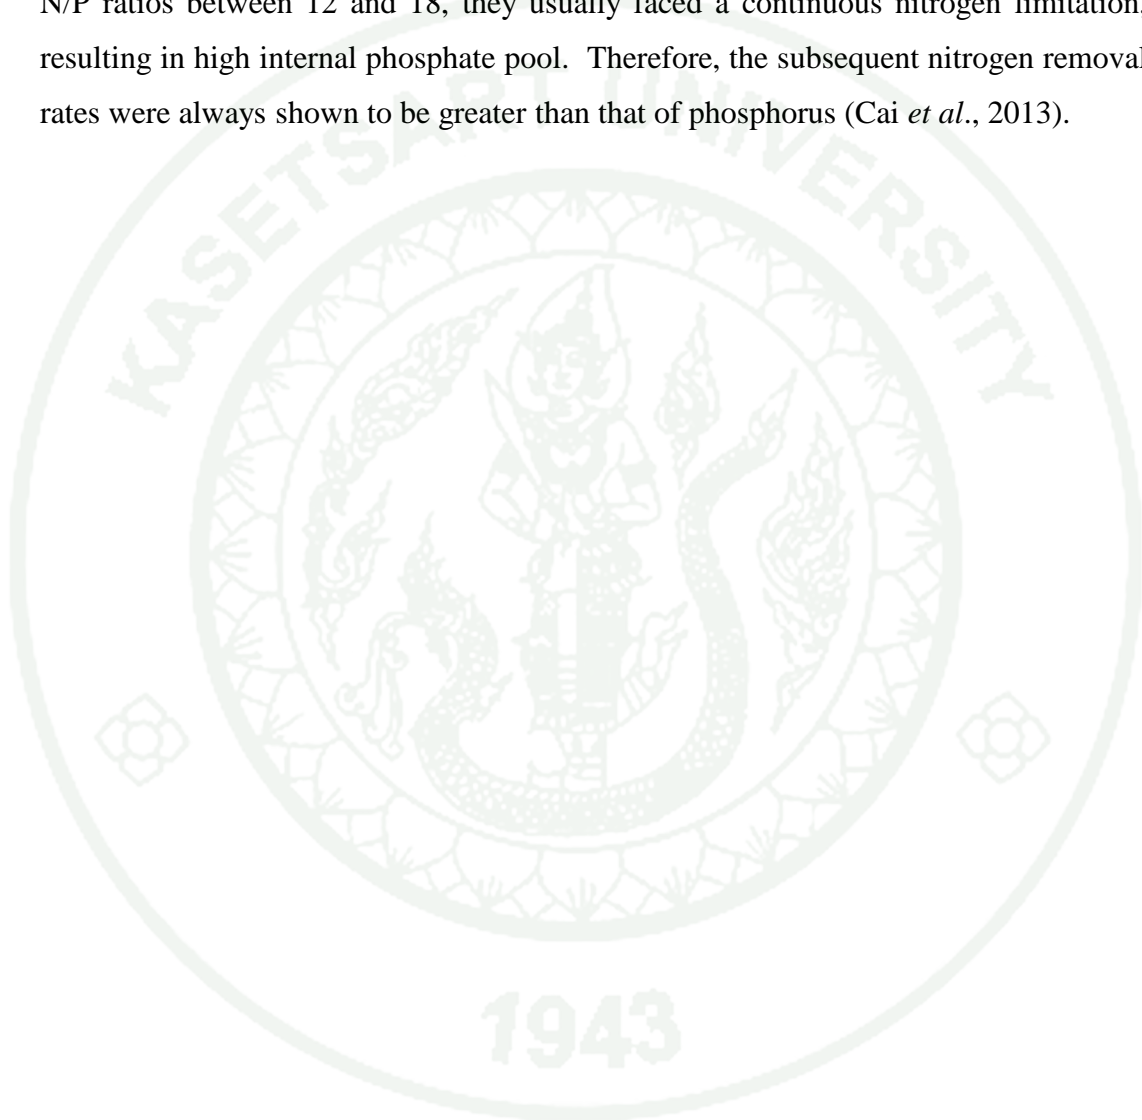 N/P ratios between 12 and 18, they usually faced a continuous nitrogen limitation,
resulting in high internal phosphate pool. Therefore, the subsequent nitrogen removal
rates were always shown to be greater than that of phosphorus (Cai et al., 2013).
KASETSART UNIVERSITY
1943